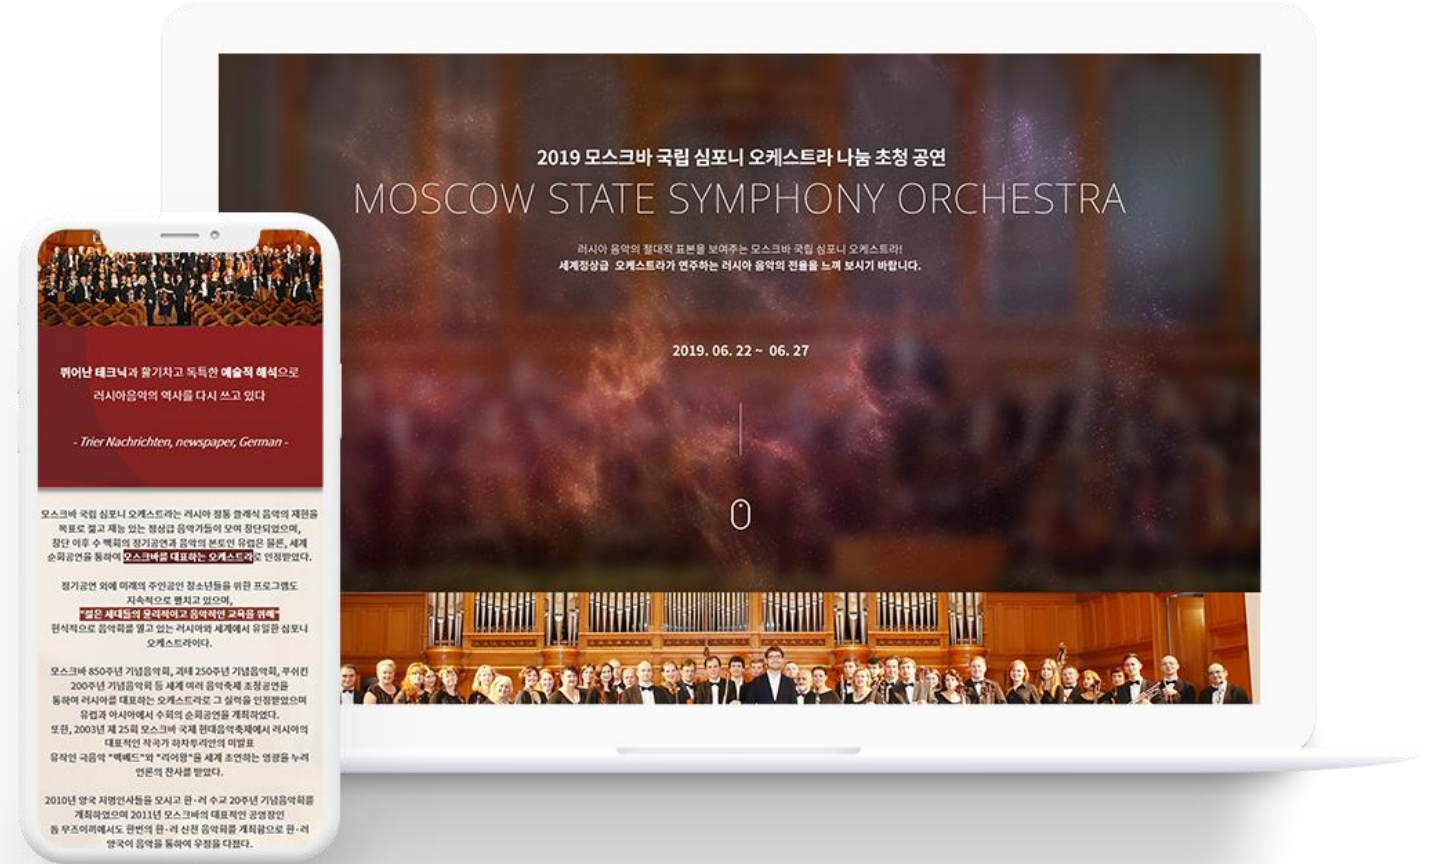 2019 모스크바 국립 심포니 오케스트라 나눔 초청 공연
MOSCOW STATE SYMPHONY ORCHESTRA
러시아 음악의 절대적 표본을 보여주는 모스크바 국립 심포니 오케스트라!
세계정상급 오케스트라가 연주하는 러시아 음악의 전율을 느껴 보시기 바랍니다.
2019. 06. 22 ~ 06. 27
뛰어난 테크닉과 활기차고 독특한 예술적 해석으로
러시아음악의 역사를 다시 쓰고 있다
- Trier Nachrichten, newspaper, German -
모스크바 국립 심포니 오케스트라는 러시아 정통 클래식 음악의 재현을
목표로 젊고 재능 있는 정상급 음악가들이 모여 창단되었으며,
창단 이후 수 백회의 정기공연과 음악의 본토인 유럽은 물론, 세계
순회공연을 통하여 모스크바를 대표하는 오케스트라로 인정받았다.
정기공연 외에 미래의 주인공인 청소년들을 위한 프로그램도
지속적으로 펼치고 있으며,
"젊은 세대들의 윤리적이고 음악적인 교육을 위해"
헌식적으로 음악회를 열고 있는 러시아와 세계에서 유일한 심포니
오케스트라이다.
모스크바 850주년 기념음악회, 괴테 250주년 기념음악회, 푸쉬킨
200주년 기념음악회 등 세계 여러 음악축제 초청공연을
통하여 러시아를 대표하는 오케스트라로 그 실력을 인정받았으며
유럽과 아시아에서 수회의 순회공연을 개최하였다.
또한, 2003년 제 25회 모스크바 국제 현대음악축제에서 러시아의
대표적인 작곡가 하차투리안의 미발표
유작인 극음악 "맥베드"와 "리어왕"을 세계 초연하는 영광을 누려
언론의 찬사를 받았다.
2010년 양국 저명인사들을 모시고 한-러 수교 20주년 기념음악회를
개최하였으며 2011년 모스크바의 대표적인 공영장인
돔 무즈이끼에서도 한번의 한-러 신전 음악회를 개최함으로 한-러
양국이 음악을 통하여 우정을 다졌다.